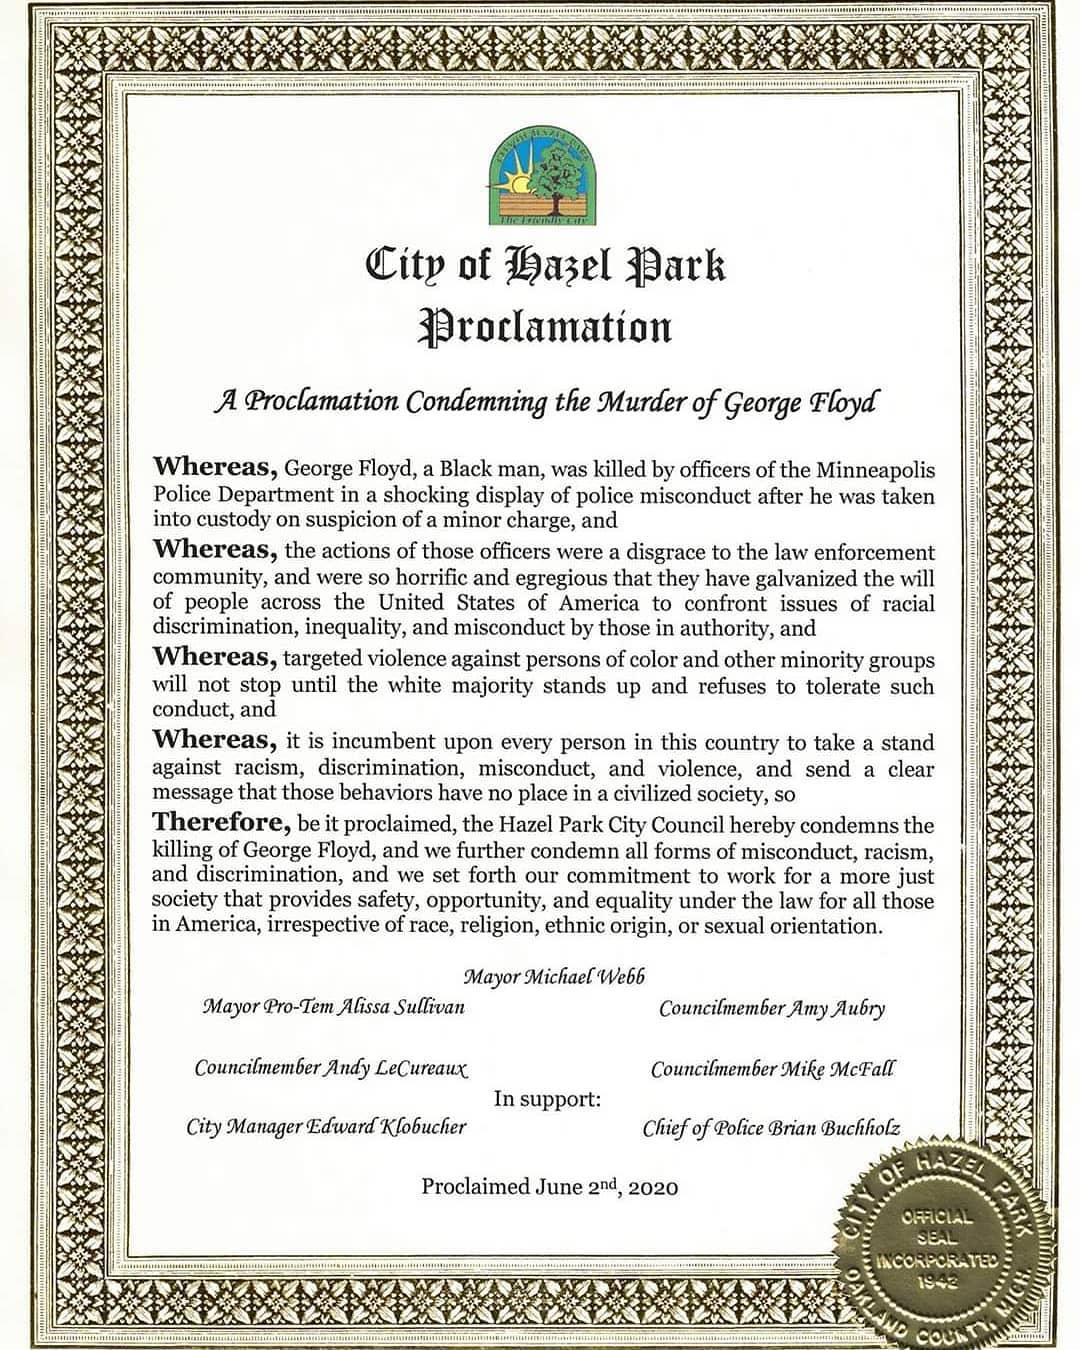 CITY OF HAZEL PARK
The Friendly City
City of Hazel Park
Proclamation
A Proclamation Condemning the Murder of George Floyd
Whereas, George Floyd, a Black man, was killed by officers of the Minneapolis
Police Department in a shocking display of police misconduct after he was taken
into custody on suspicion of a minor charge, and
Whereas, the actions of those officers were a disgrace to the law enforcement
community, and were so horrific and egregious that they have galvanized the will
of people across the United States of America to confront issues of racial
discrimination, inequality, and misconduct by those in authority, and
Whereas, targeted violence against persons of color and other minority groups
will not stop until the white majority stands up and refuses to tolerate such
conduct, and
Whereas, it is incumbent upon every person in this country to take a stand
against racism, discrimination, misconduct, and violence, and send a clear
message that those behaviors have no place in a civilized society, so
Therefore, be it proclaimed, the Hazel Park City Council hereby condemns the
killing of George Floyd, and we further condemn all forms of misconduct, racism,
and discrimination, and we set forth our commitment to work for a more just
society that provides safety, opportunity, and equality under the law for all those
in America, irrespective of race, religion, ethnic origin, or sexual orientation.
Mayor Michael Webb
Mayor Pro-Tem Alissa Sullivan
Councilmember Amy Aubry
Councilmember Andy LeCureaux
Councilmember Mike McFall
In support:
City Manager Edward Klobucher
Chief of Police Brian Buchholz
Proclaimed June 2nd, 2020
CITY OF HAZEL PARK
OFFICIAL
SEAL
INCORPORATED
1942
OAKLAND COUNTY, MICH.